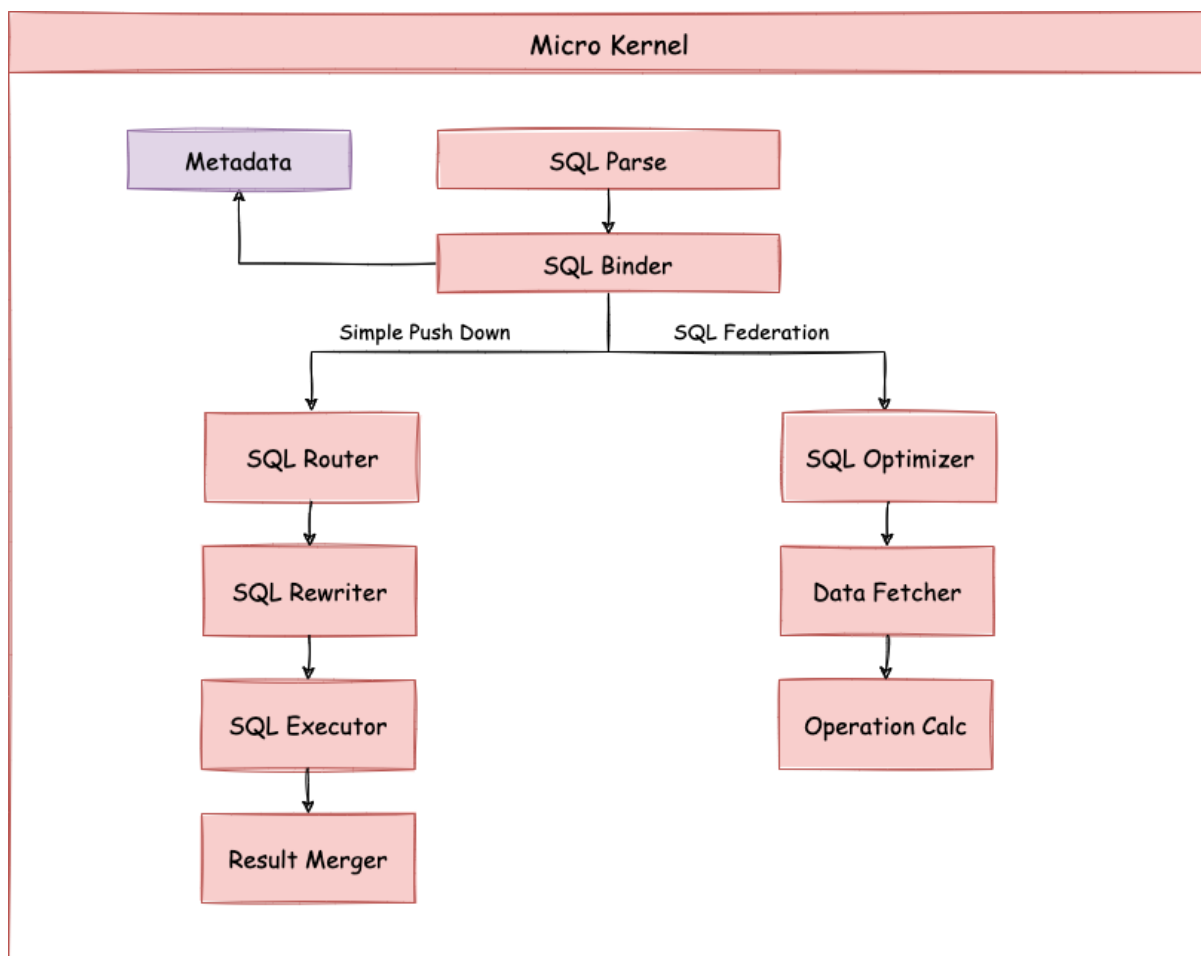 Micro Kernel
Metadata
SQL Parse
SQL Binder
Simple Push Down
SQL Federation
SQL Router
SQL Optimizer
SQL Rewriter
Data Fetcher
SQL Executor
Operation Calc
Result Merger